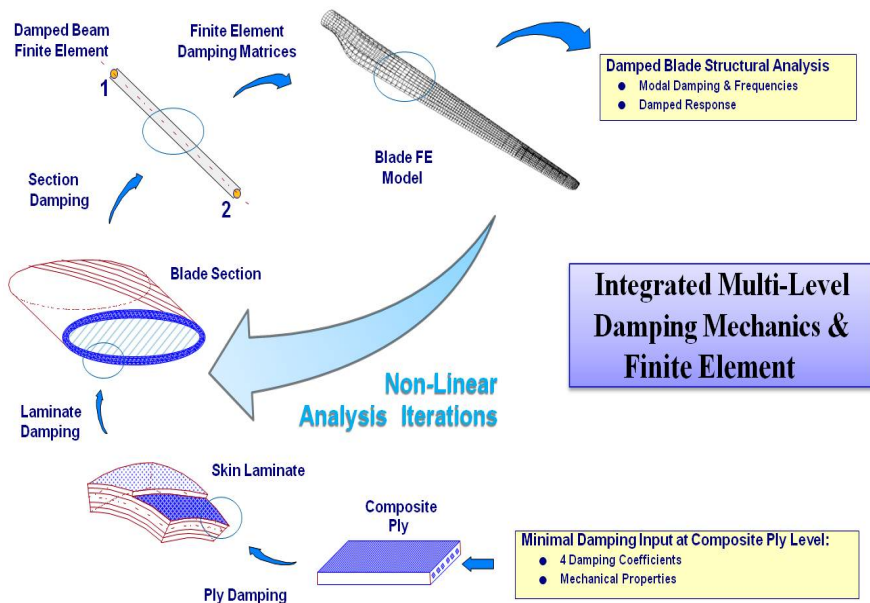 Damped Beam
Finite Element
Finite Element
Damping Matrices
Damped Blade Structural Analysis
● Modal Damping & Frequencies
● Damped Response
1
2
Blade FE
Model
Section
Damping
Blade Section
Integrated Multi-Level
Damping Mechanics &
Finite Element
Non-Linear
Analysis Iterations
Laminate
Damping
Skin Laminate
Composite
Ply
Ply Damping
Minimal Damping Input at Composite Ply Level:
● 4 Damping Coefficients
● Mechanical Properties